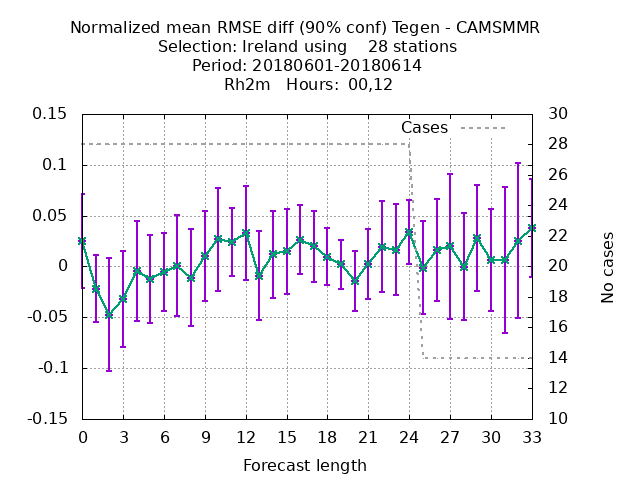 Normalized mean RMSE diff (90% conf) Tegen - CAMSMMR
Selection: Ireland using 28 stations
Period: 20180601-20180614
Rh2m Hours: 00,12
Cases
0.15
0.1
0.05
0
-0.05
-0.1
-0.15
30
28
26
24
22
20
18
16
14
12
10
No cases
0 3 6 9 12 15 18 21 24 27 30 33
Forecast length